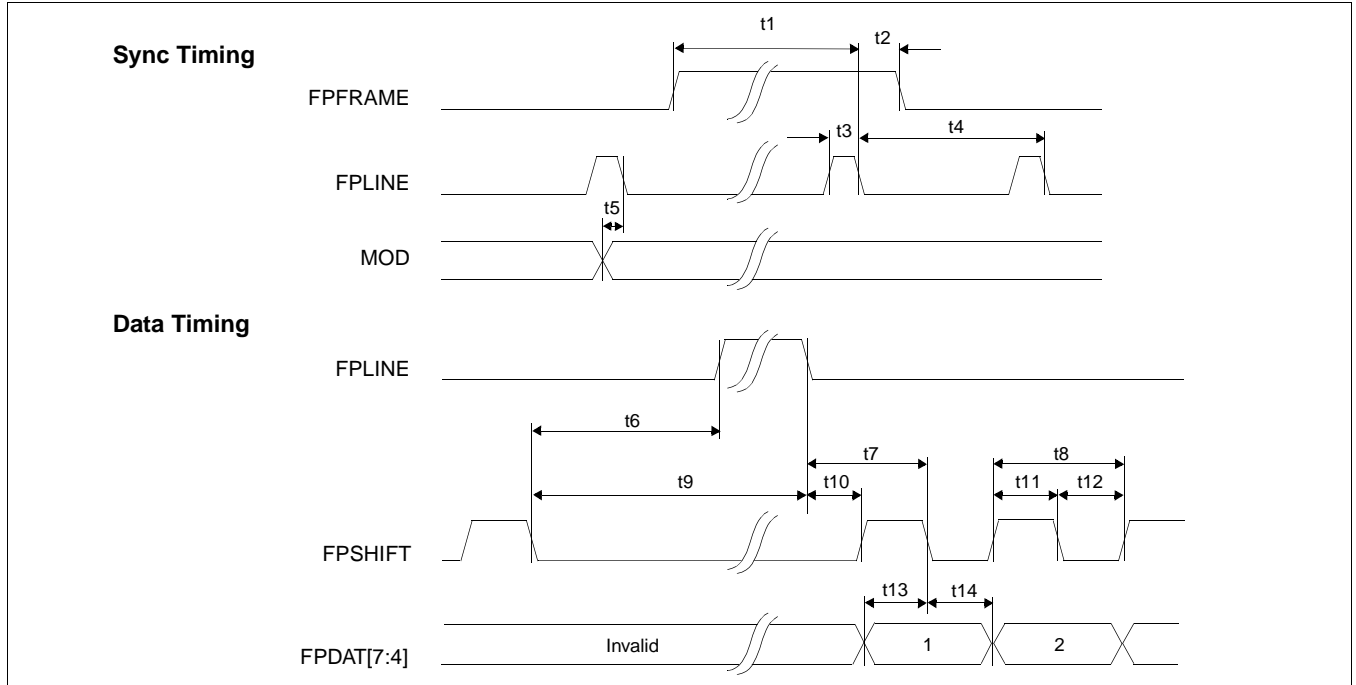 Sync Timing
t1
t2
FPFRAME
t3
t4
FPLINE
t5
MOD
Data Timing
FPLINE
t6
t7
t8
t9
t10
t11
t12
FPSHIFT
t13
t14
FPDAT[7:4]
Invalid
1
2